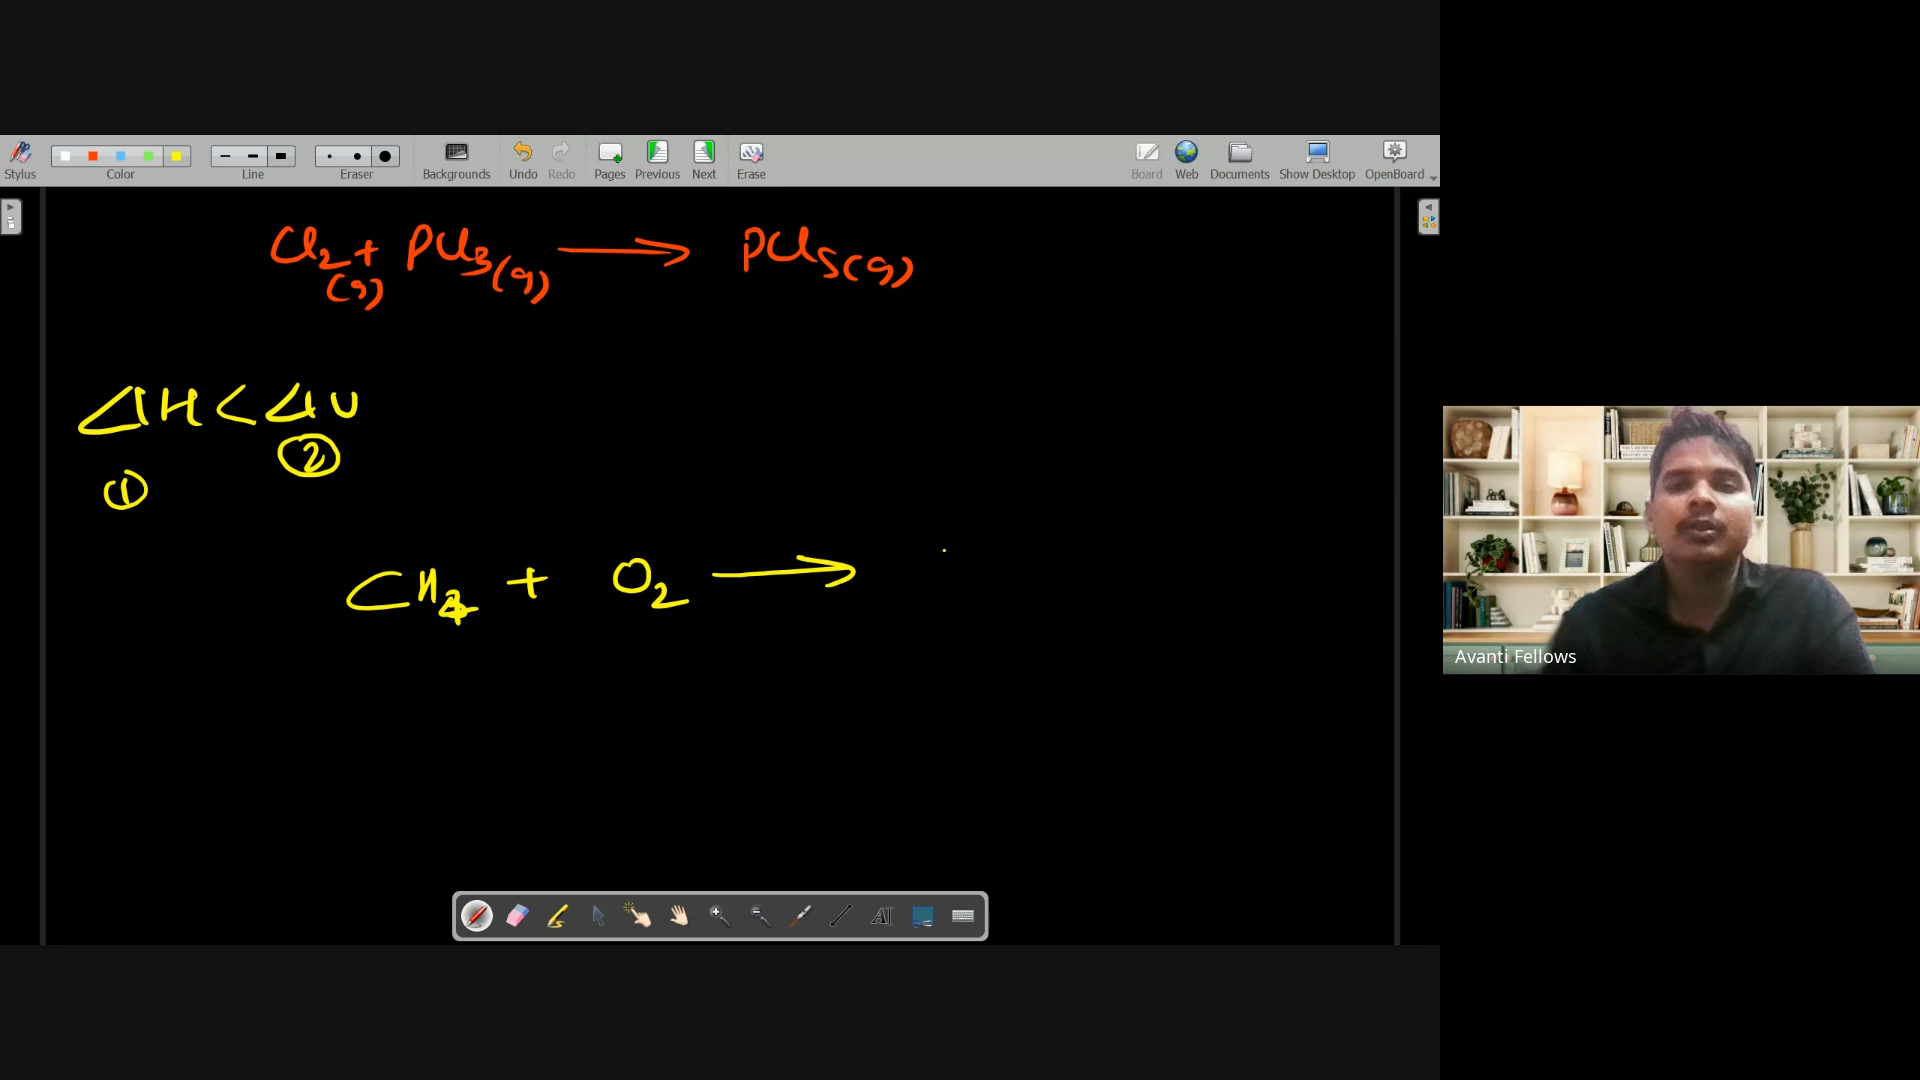 Stylus Color Line Eraser Backgrounds Undo Redo Pages Previous Next Erase Board Web Documents Show Desktop OpenBoard
Cl2(g) + PCl3(g) ⟶ PCl5(g)
ΔH < ΔU
① ②
CH4 + O2 ⟶
Avanti Fellows